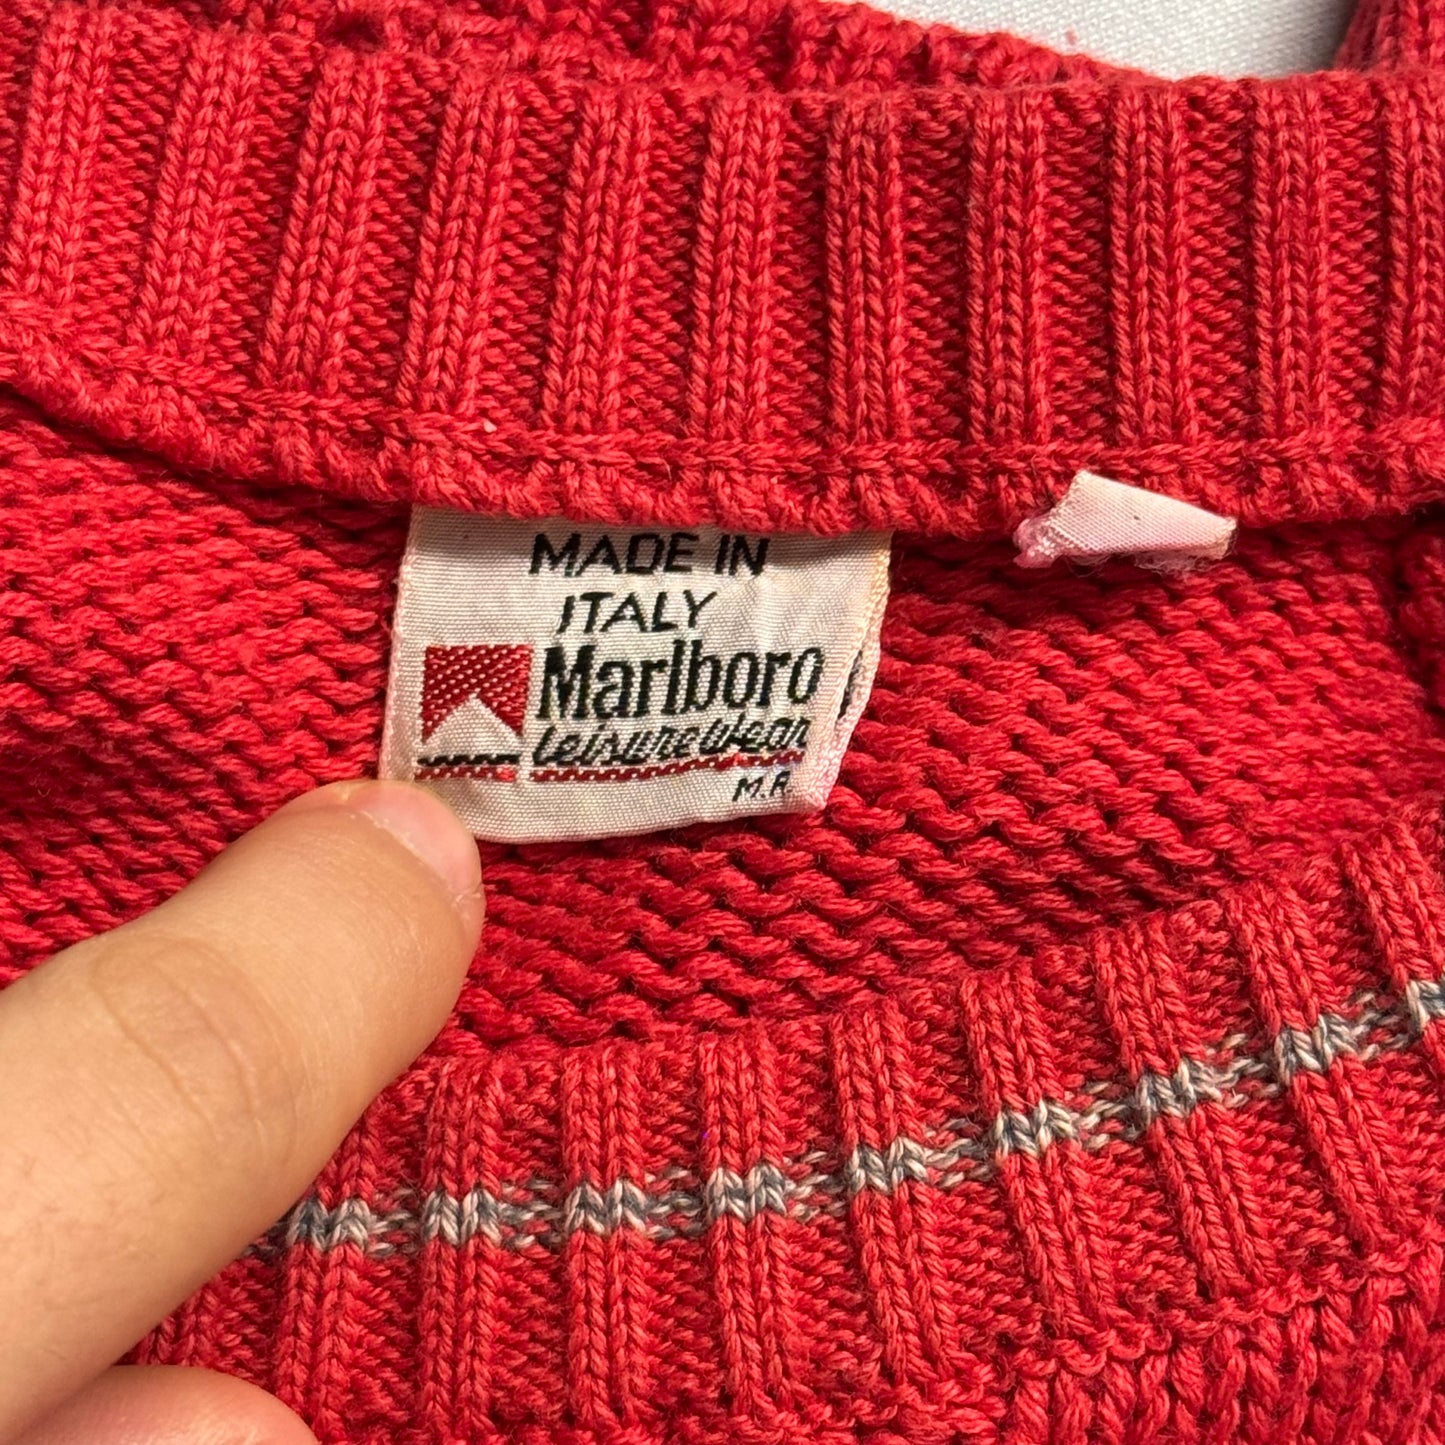 MADE IN
ITALY
Marlboro
Leisure Wear
M.R.